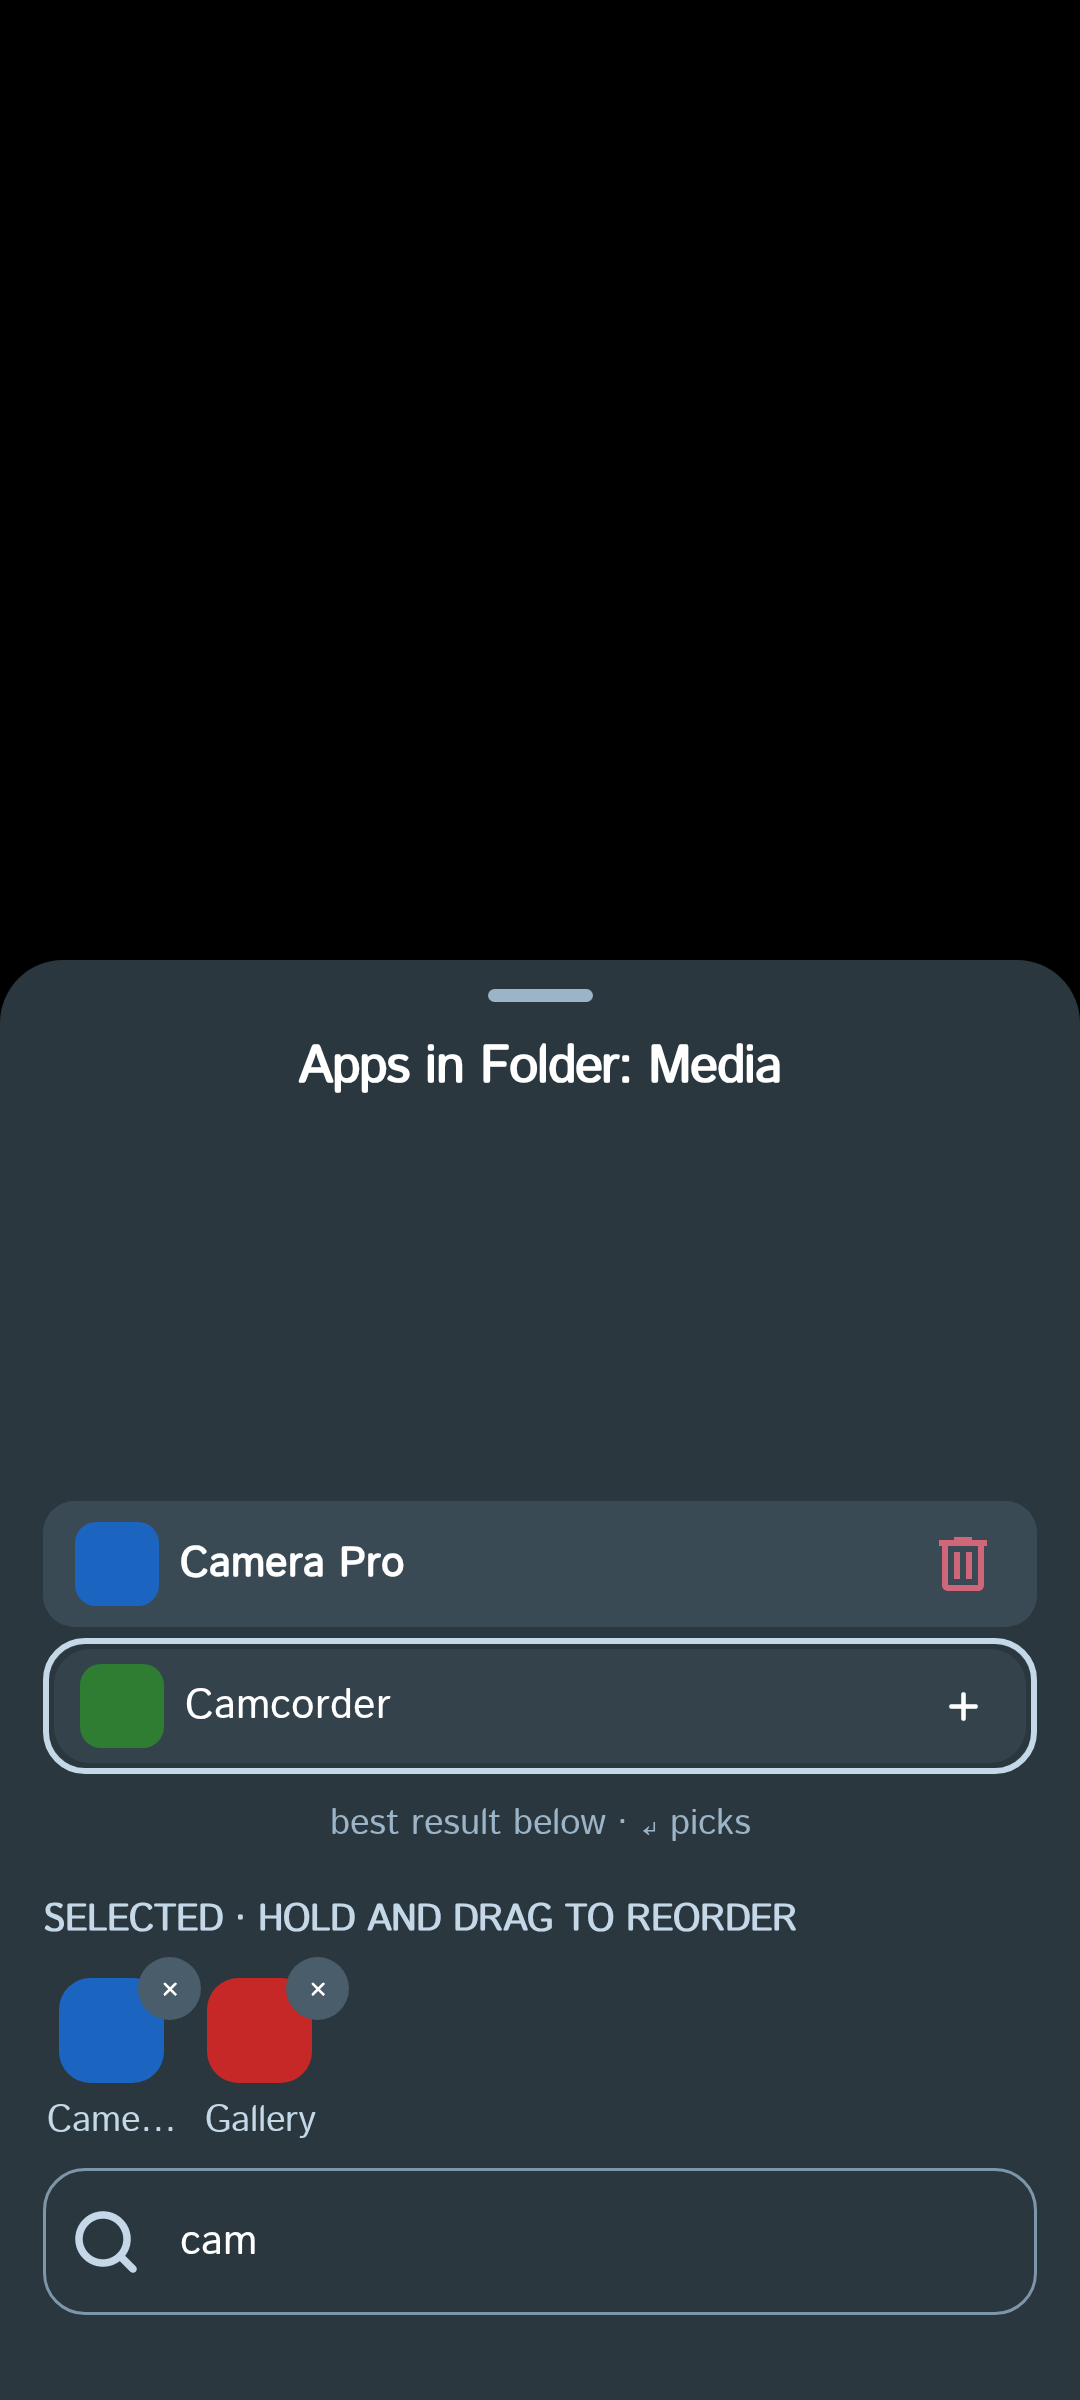 Apps in Folder: Media
Camera Pro
Camcorder
best result below · ↵ picks
SELECTED · HOLD AND DRAG TO REORDER
Came...
Gallery
cam